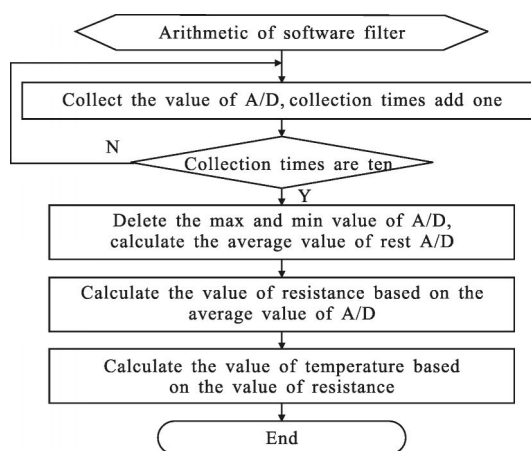 Arithmetic of software filter
Collect the value of A/D, collection times add one
N
Collection times are ten
Y
Delete the max and min value of A/D,
calculate the average value of rest A/D
Calculate the value of resistance based on the
average value of A/D
Calculate the value of temperature based
on the value of resistance
End